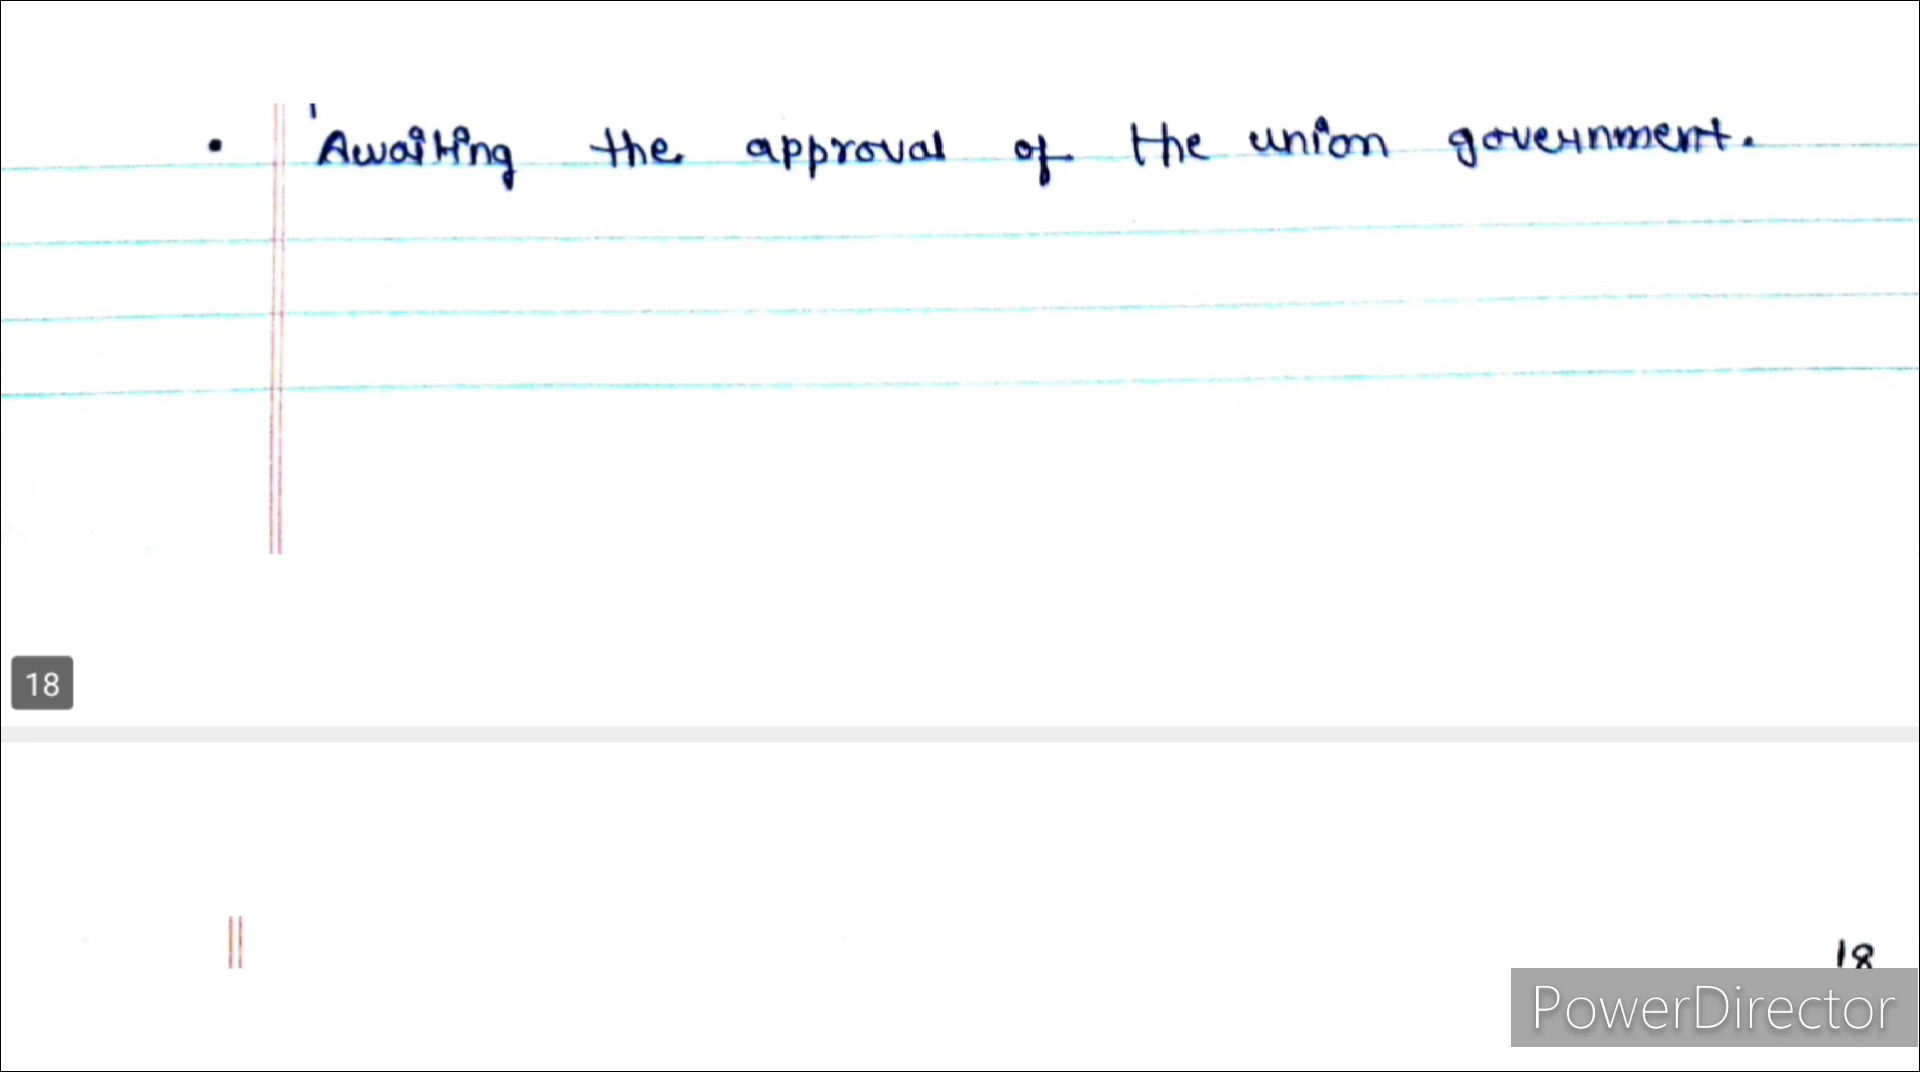 • Awaiting the approval of the union government.
18
18
PowerDirector